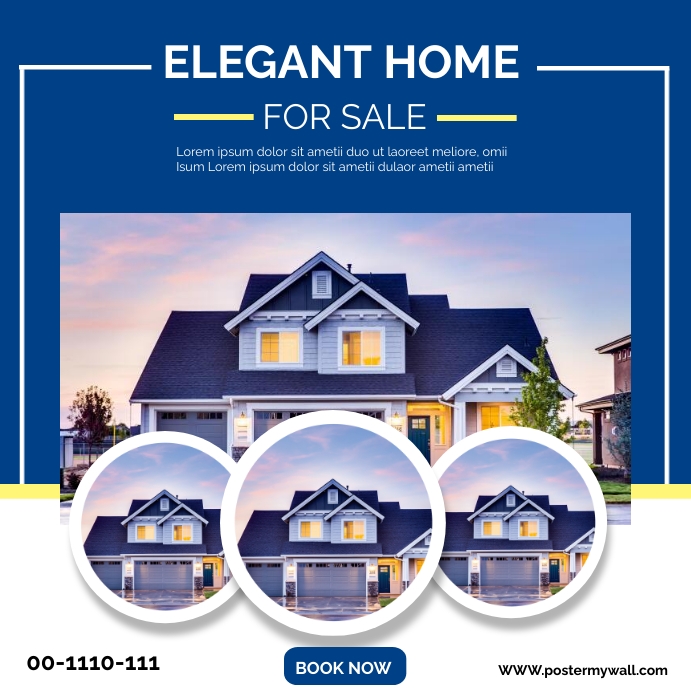 ELEGANT HOME
FOR SALE
Lorem ipsum dolor sit ametii duo ut laoreet meliore, omii
Isum Lorem ipsum dolor sit ametii dulaor ametii ametii
00-1110-111
BOOK NOW
WWW.postermywall.com